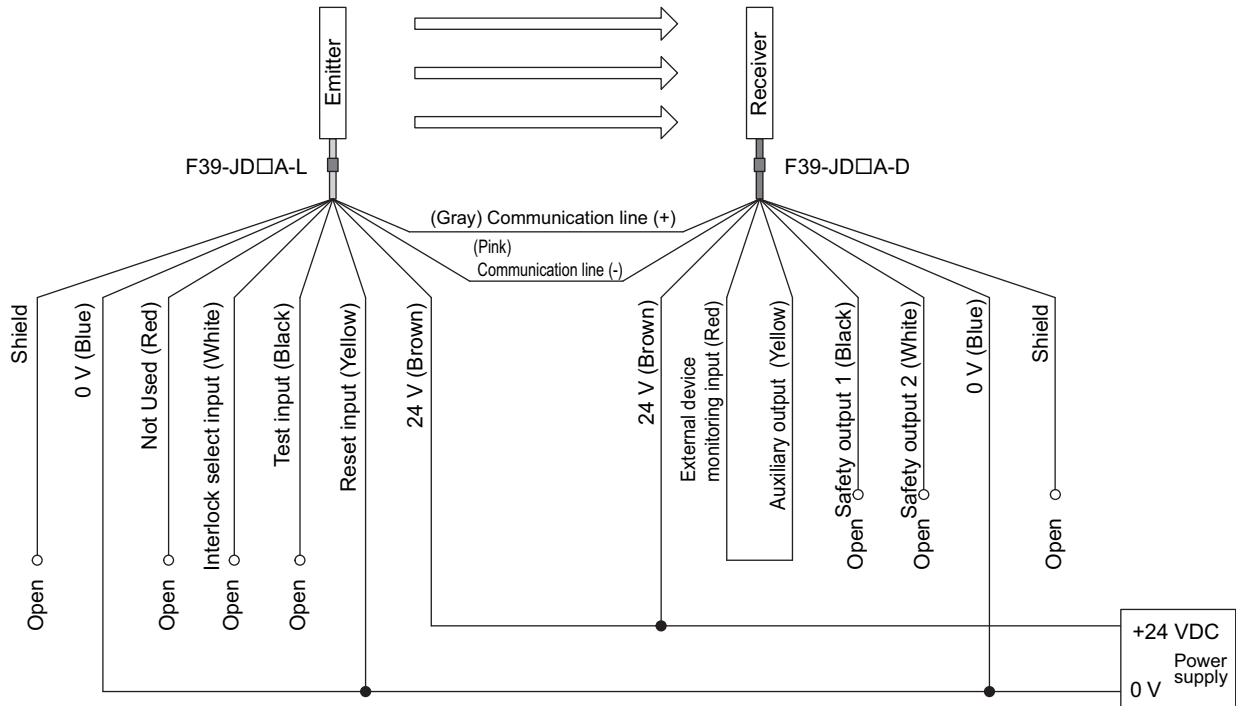 Emitter
Receiver
F39-JD□A-L
F39-JD□A-D
(Gray) Communication line (+)
(Pink)
Communication line (-)
Shield
0 V (Blue)
Not Used (Red)
Interlock select input (White)
Test input (Black)
Reset input (Yellow)
24 V (Brown)
24 V (Brown)
External device
monitoring input (Red)
Auxiliary output (Yellow)
Safety output 1 (Black)
Safety output 2 (White)
0 V (Blue)
Shield
Open
Open
Open
Open
Open
Open
Open
+24 VDC
Power
supply
0 V